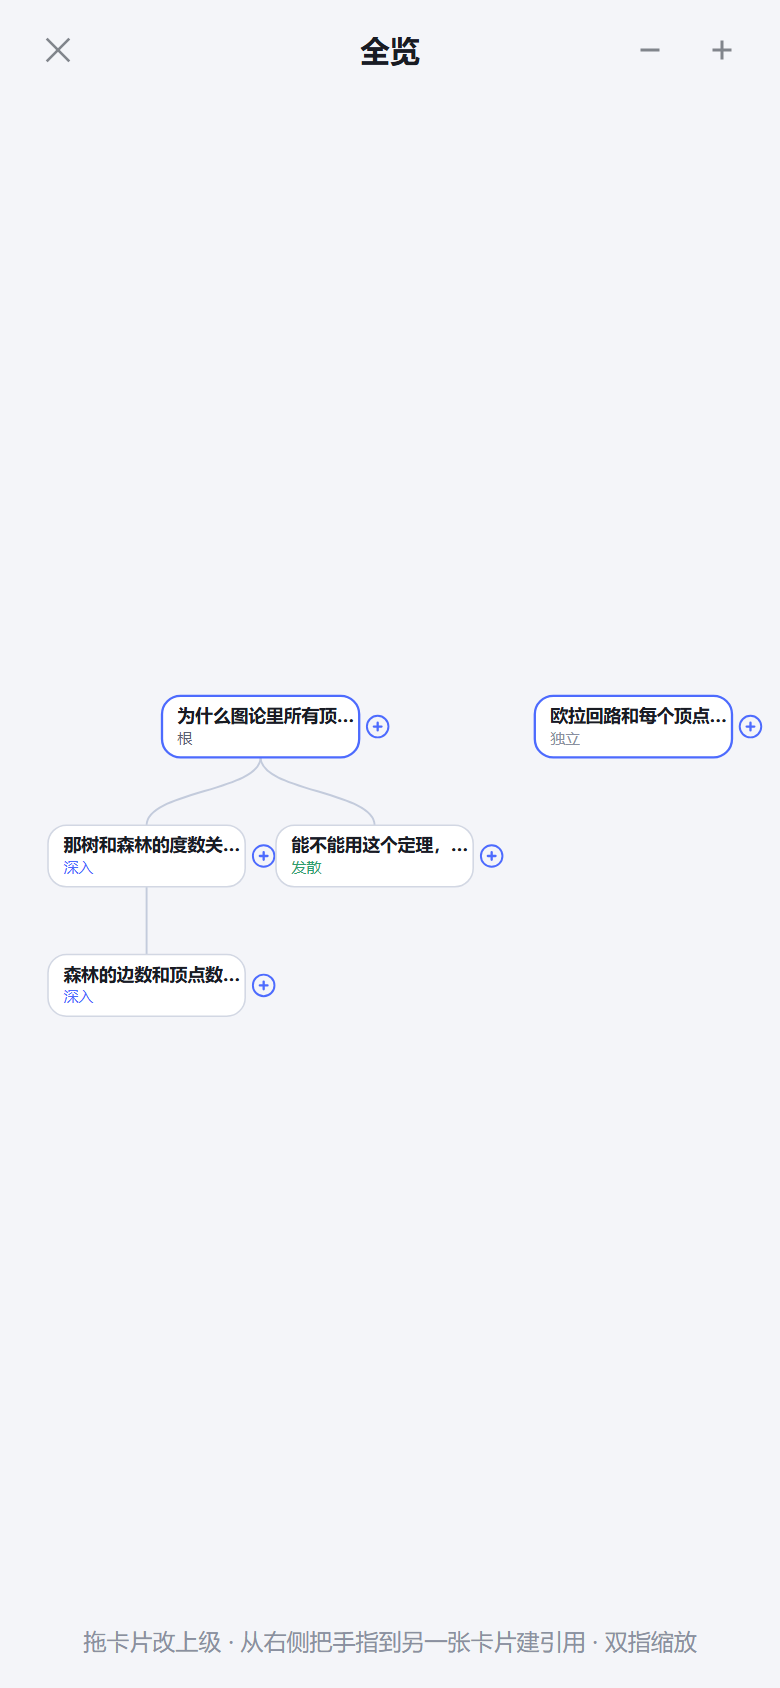 全览
为什么图论里所有顶...
根
欧拉回路和每个顶点...
独立
那树和森林的度数关...
深入
能不能用这个定理，...
发散
森林的边数和顶点数...
深入
拖卡片改上级 · 从右侧把手指到另一张卡片建引用 · 双指缩放